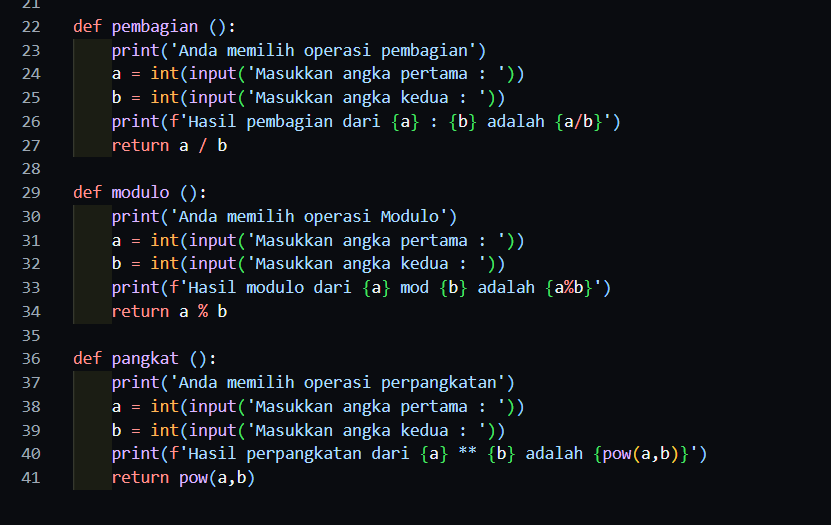 21
22 def pembagian ():
23     print('Anda memilih operasi pembagian')
24     a = int(input('Masukkan angka pertama : '))
25     b = int(input('Masukkan angka kedua : '))
26     print(f'Hasil pembagian dari {a} : {b} adalah {a/b}')
27     return a / b
28
29 def modulo ():
30     print('Anda memilih operasi Modulo')
31     a = int(input('Masukkan angka pertama : '))
32     b = int(input('Masukkan angka kedua : '))
33     print(f'Hasil modulo dari {a} mod {b} adalah {a%b}')
34     return a % b
35
36 def pangkat ():
37     print('Anda memilih operasi perpangkatan')
38     a = int(input('Masukkan angka pertama : '))
39     b = int(input('Masukkan angka kedua : '))
40     print(f'Hasil perpangkatan dari {a} ** {b} adalah {pow(a,b)}')
41     return pow(a,b)